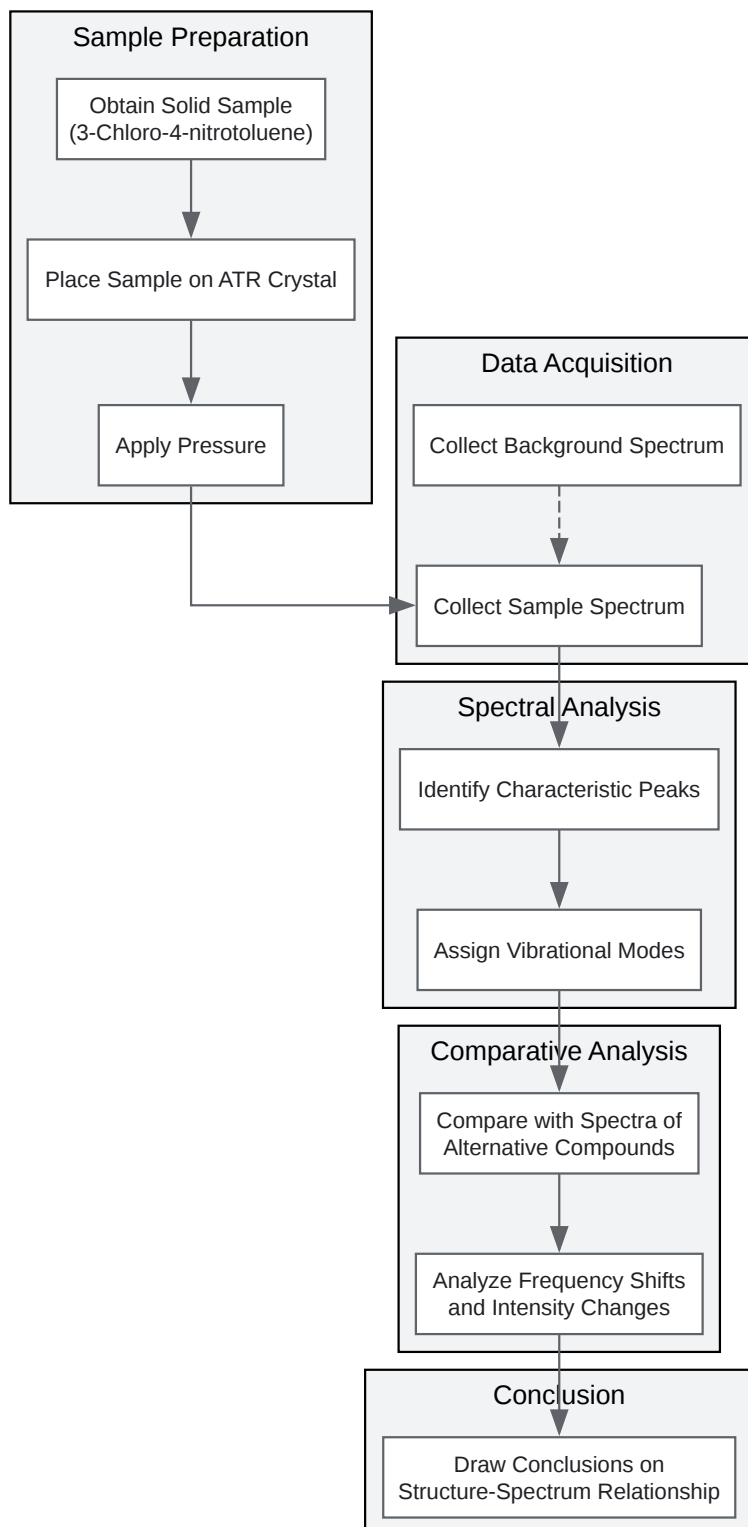 Sample Preparation
Obtain Solid Sample
(3-Chloro-4-nitrotoluene)
Place Sample on ATR Crystal
Apply Pressure
Data Acquisition
Collect Background Spectrum
Collect Sample Spectrum
Spectral Analysis
Identify Characteristic Peaks
Assign Vibrational Modes
Comparative Analysis
Compare with Spectra of
Alternative Compounds
Analyze Frequency Shifts
and Intensity Changes
Conclusion
Draw Conclusions on
Structure-Spectrum Relationship